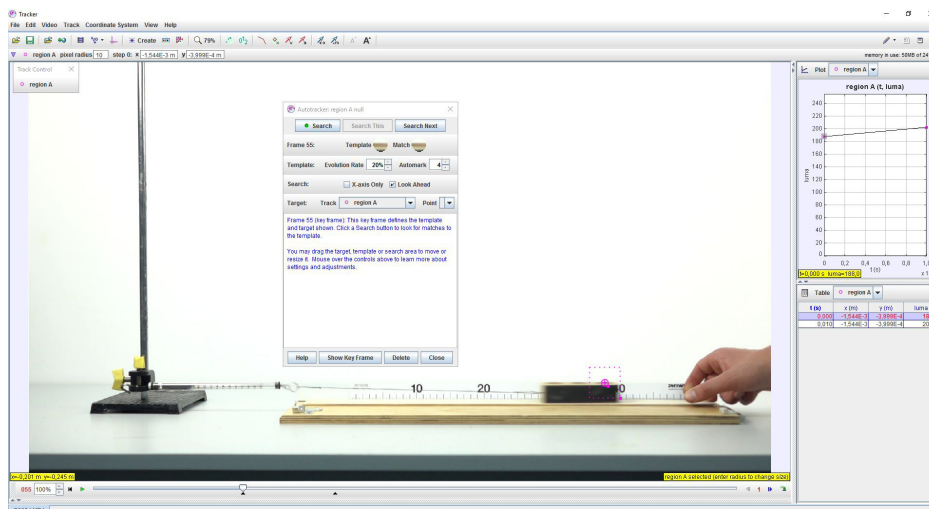 Tracker
File Edit Video Track Coordinate System View Help
Create 79%
region A pixel radius 10 step 0: x -1,544E-3 m y -3,999E-4 m
memory in use: 58MB of 24
Track Control
region A
Autotracker: region A null
Search Search This Search Next
Frame 55: Template Match
Template: Evolution Rate 20% Automark 4
Search: X-axis Only Look Ahead
Target: Track region A Point
Frame 55 (key frame): This key frame defines the template
and target shown. Click a Search button to look for matches to
the template.
You may drag the target, template or search area to move or
resize it. Mouse over the controls above to learn more about
settings and adjustments.
Help Show Key Frame Delete Close
10 20
x=-0,201 m y=-0,245 m
region A selected (enter radius to change size)
055 100% 1
Plot region A
region A (t, luma)
240
220
200
180
160
140
120
100
80
60
40
20
0
luma
0 0,2 0,4 0,6 0,8 1,0
t (s)
x 1
t=0,000 s luma=188,0
Table region A
t (s) x (m) y (m) luma
0,000 -1,544E-3 -3,999E-4 18
0,010 -1,544E-3 -3,999E-4 20